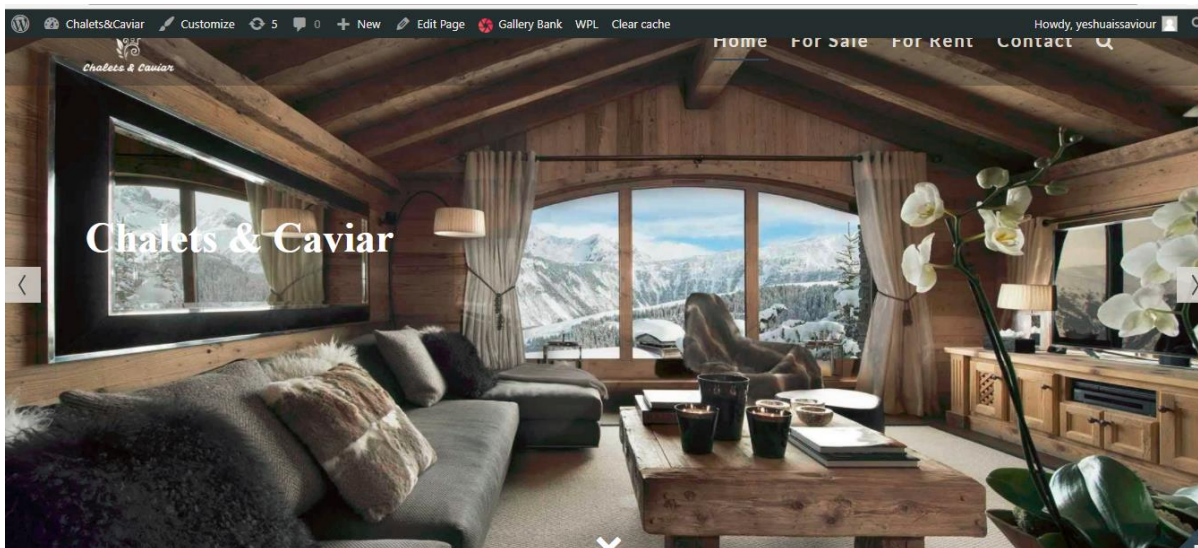 Chalets&Caviar Customize 5 0 + New Edit Page Gallery Bank WPL Clear cache Howdy, yeshuaissaviour
Chalets & Caviar
Home For Sale For Rent Contact
Chalets & Caviar